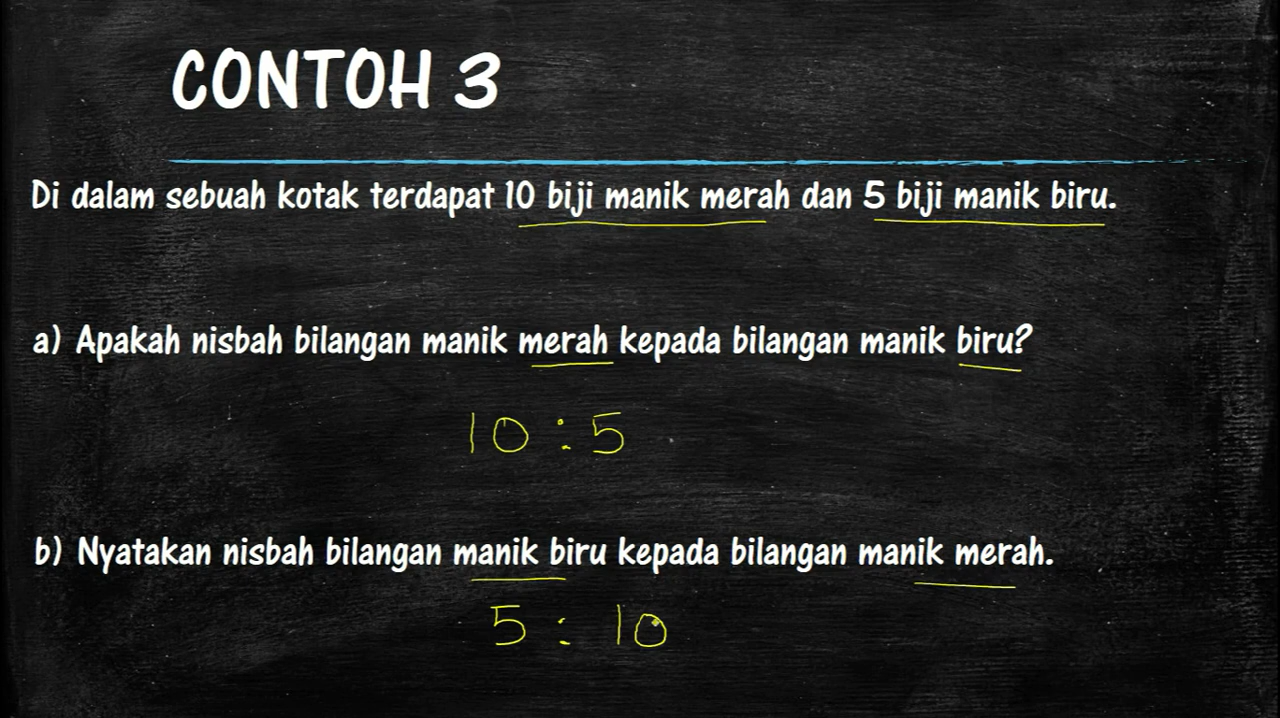 CONTOH 3
Di dalam sebuah kotak terdapat 10 biji manik merah dan 5 biji manik biru.
a) Apakah nisbah bilangan manik merah kepada bilangan manik biru?
10 : 5
b) Nyatakan nisbah bilangan manik biru kepada bilangan manik merah.
5 : 10